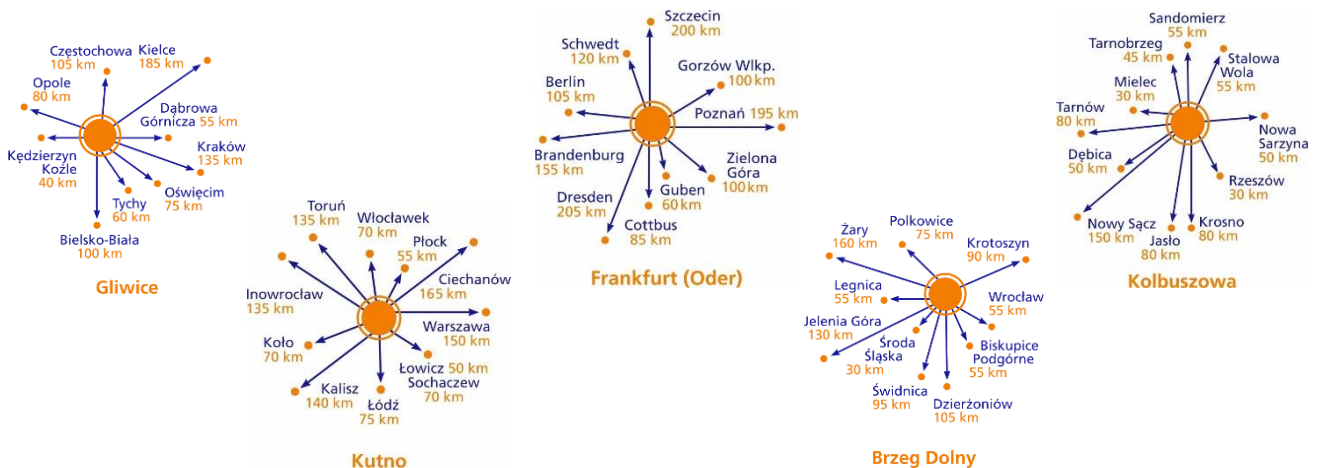 Częstochowa
105 km
Kielce
185 km
Opole
80 km
Dąbrowa
Górnicza 55 km
Kraków
135 km
Kędzierzyn
Koźle
40 km
Oświęcim
75 km
Tychy
60 km
Bielsko-Biała
100 km
Gliwice
Toruń
135 km
Włocławek
70 km
Płock
55 km
Ciechanów
165 km
Inowrocław
135 km
Warszawa
150 km
Koło
70 km
Łowicz 50 km
Sochaczew
70 km
Kalisz
140 km
Łódź
75 km
Kutno
Szczecin
200 km
Schwedt
120 km
Gorzów Wlkp.
100 km
Berlin
105 km
Poznań 195 km
Brandenburg
155 km
Zielona
Góra
100 km
Guben
60 km
Dresden
205 km
Cottbus
85 km
Frankfurt (Oder)
Żary
160 km
Polkowice
75 km
Krotoszyn
90 km
Legnica
55 km
Wrocław
55 km
Jelenia Góra
130 km
Środa
Śląska
30 km
Biskupice
Podgórne
55 km
Świdnica
95 km
Dzierżoniów
105 km
Brzeg Dolny
Sandomierz
55 km
Tarnobrzeg
45 km
Stalowa
Wola
55 km
Mielec
30 km
Tarnów
80 km
Nowa
Sarzyna
50 km
Dębica
50 km
Rzeszów
30 km
Nowy Sącz
150 km
Jasło
80 km
Krosno
80 km
Kolbuszowa